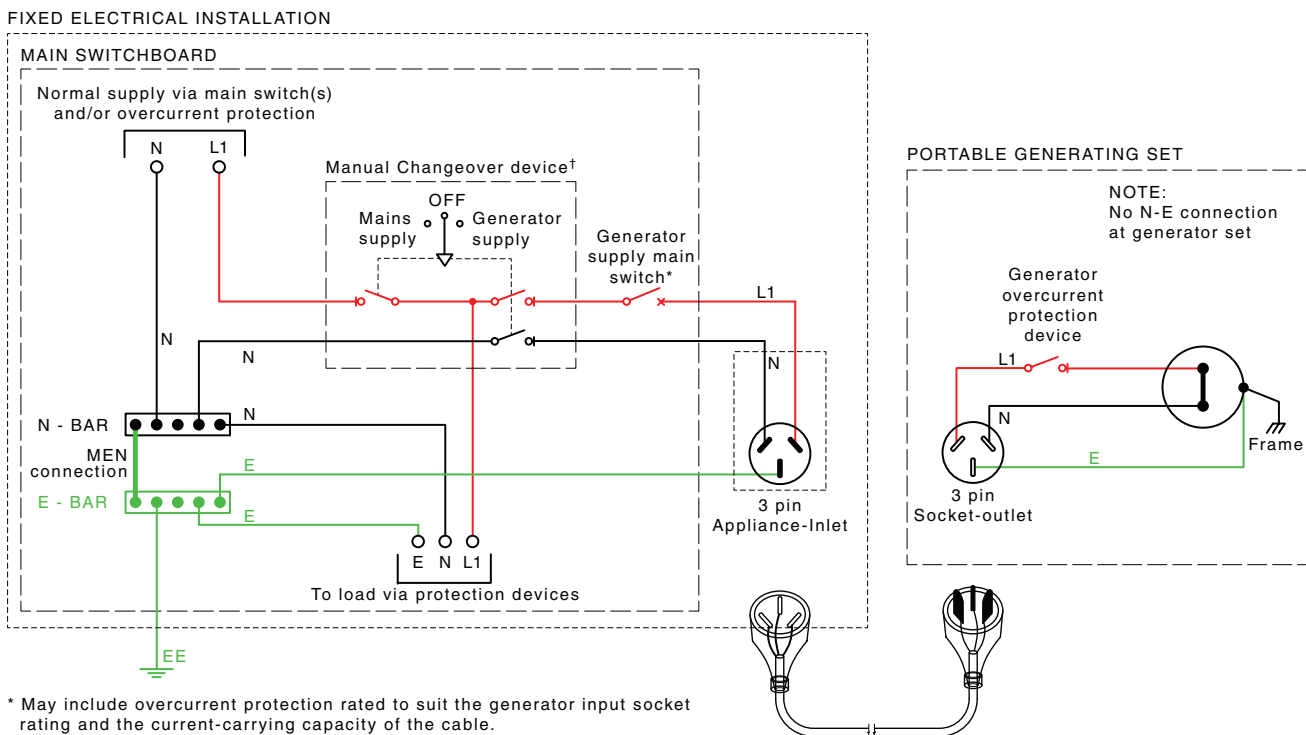 FIXED ELECTRICAL INSTALLATION
MAIN SWITCHBOARD
Normal supply via main switch(s)
and/or overcurrent protection
N
L1
Manual Changeover device†
OFF
Mains
supply
Generator
supply
Generator
supply main
switch*
L1
N
N
N
N - BAR
N
MEN
connection
E
E - BAR
E
E N L1
To load via protection devices
3 pin
Appliance-Inlet
EE
PORTABLE GENERATING SET
NOTE:
No N-E connection
at generator set
Generator
overcurrent
protection
device
L1
N
E
Frame
3 pin
Socket-outlet
* May include overcurrent protection rated to suit the generator input socket
rating and the current-carrying capacity of the cable.